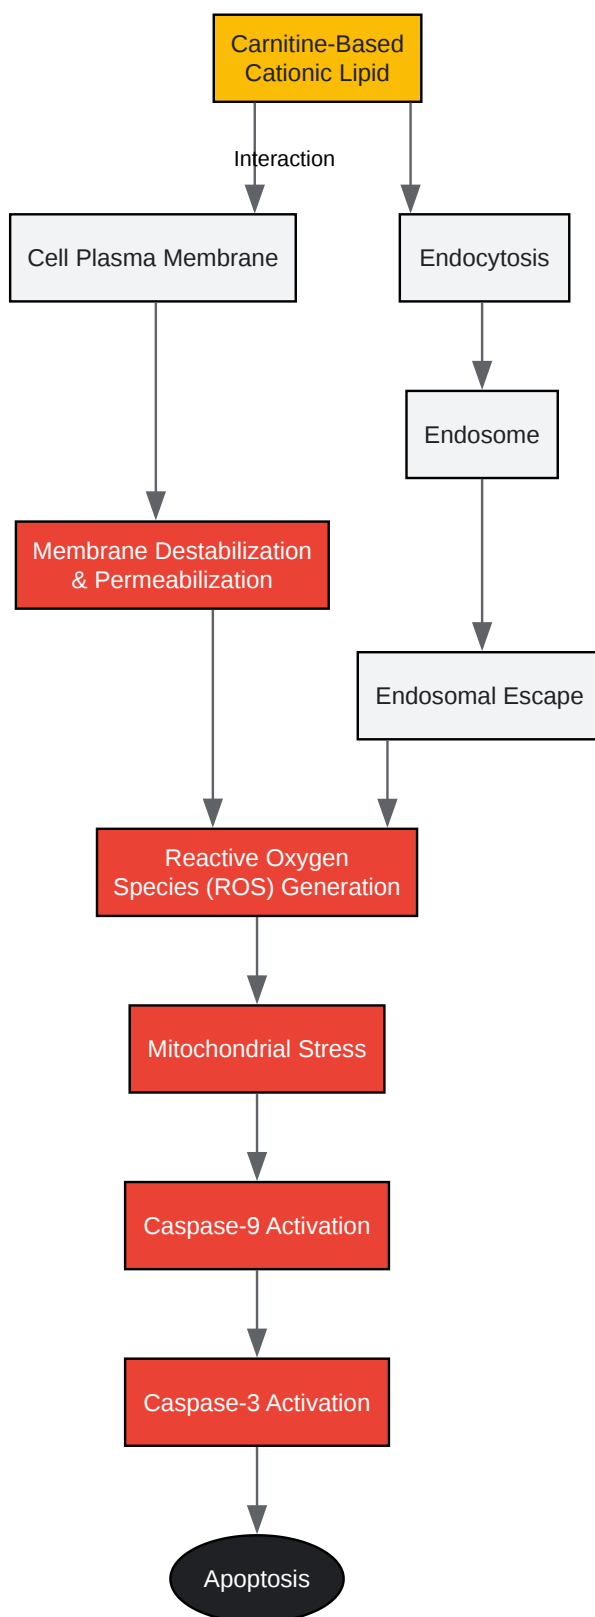 Carnitine-Based
Cationic Lipid
Interaction
Cell Plasma Membrane
Endocytosis
Endosome
Membrane Destabilization
& Permeabilization
Endosomal Escape
Reactive Oxygen
Species (ROS) Generation
Mitochondrial Stress
Caspase-9 Activation
Caspase-3 Activation
Apoptosis